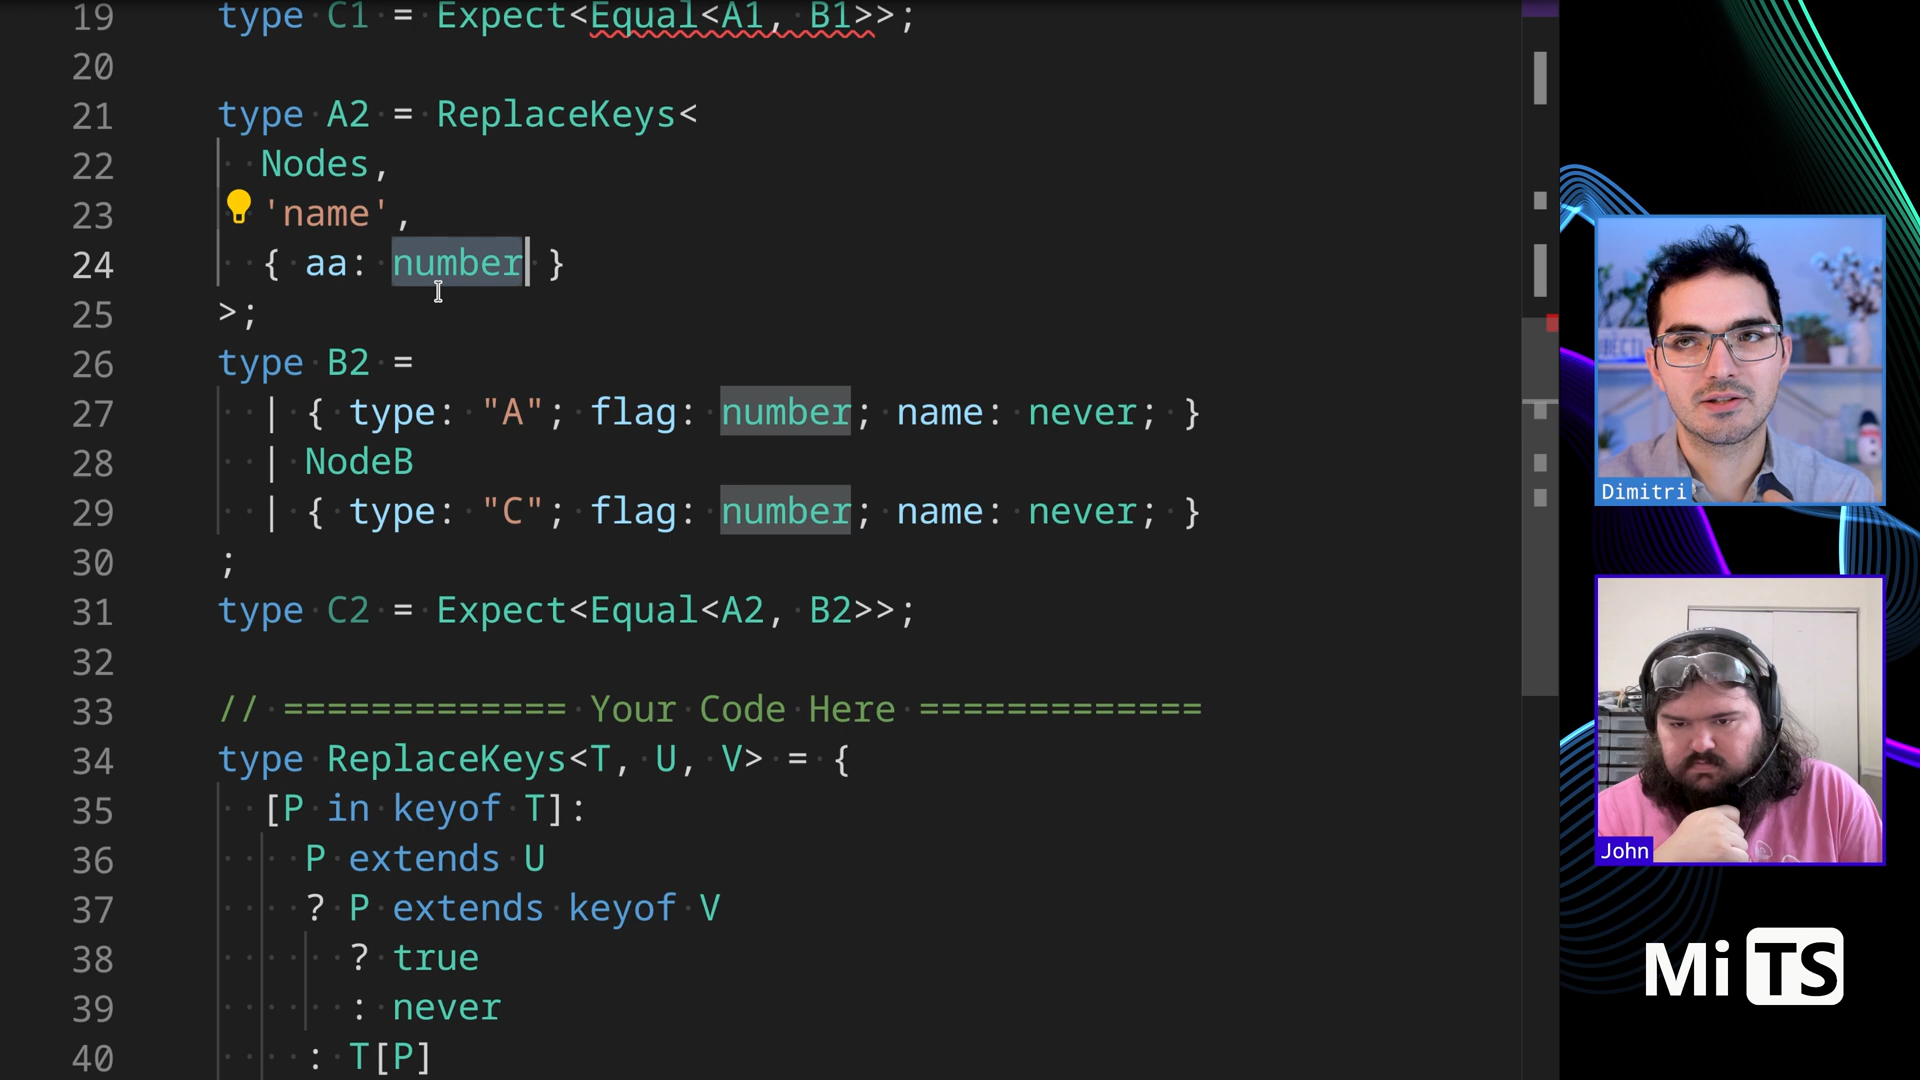 19 type C1 = Expect<Equal<A1, B1>>;
20
21 type A2 = ReplaceKeys<
22 Nodes,
23 'name',
24 { aa: number }
25 >;
26 type B2 =
27 | { type: "A"; flag: number; name: never; }
28 | NodeB
29 | { type: "C"; flag: number; name: never; }
30 ;
31 type C2 = Expect<Equal<A2, B2>>;
32
33 // ============= Your Code Here =============
34 type ReplaceKeys<T, U, V> = {
35 [P in keyof T]:
36 P extends U
37 ? P extends keyof V
38 ? true
39 : never
40 : T[P]
Dimitri
John
Mi TS